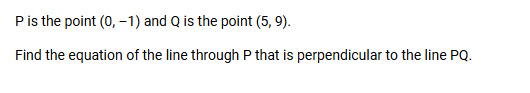 P is the point (0, −1) and Q is the point (5, 9).
Find the equation of the line through P that is perpendicular to the line PQ.